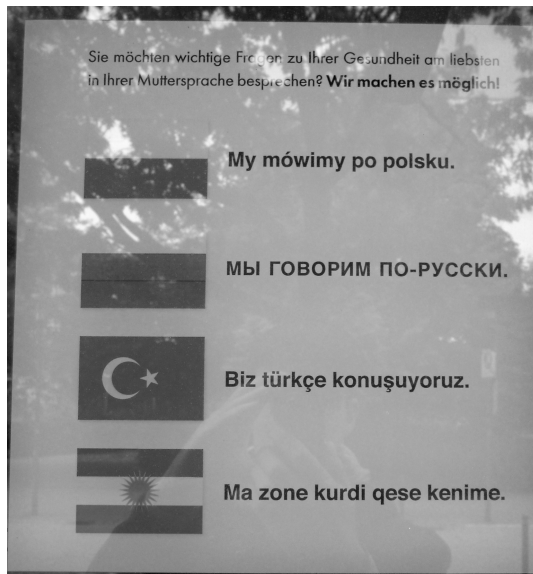 Sie möchten wichtige Fragen zu Ihrer Gesundheit am liebsten
in Ihrer Muttersprache besprechen? Wir machen es möglich!
My mówimy po polsku.
МЫ ГОВОРИМ ПО-РУССКИ.
Biz türkçe konuşuyoruz.
Ma zone kurdi qese kenime.